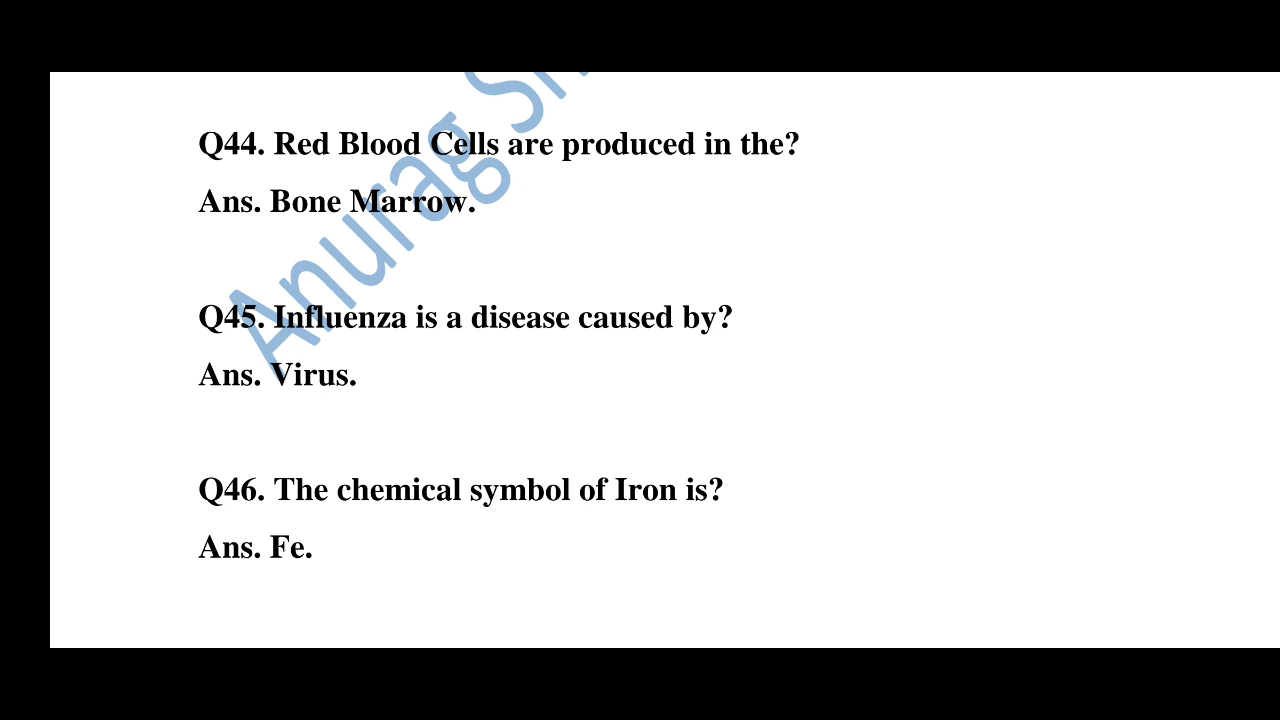 Q44. Red Blood Cells are produced in the?
Ans. Bone Marrow.
Q45. Influenza is a disease caused by?
Ans. Virus.
Q46. The chemical symbol of Iron is?
Ans. Fe.
Anurag